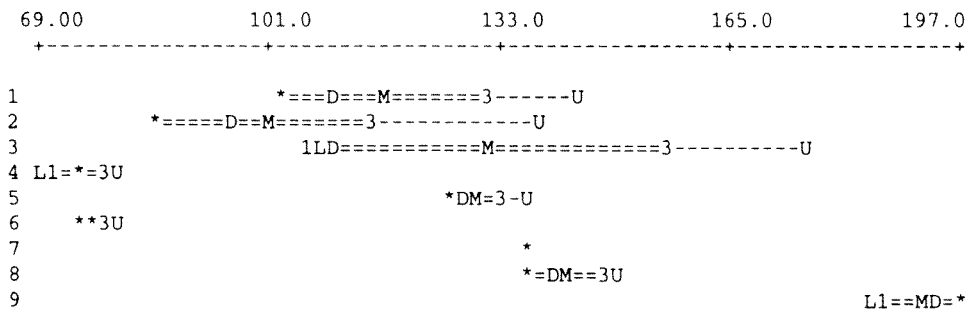 69.00 101.0 133.0 165.0 197.0
+-------------------------------+-------------------------------+-------------------------------+-------------------------------+
1 *===D===M=======3------U
2 *=====D==M=======3------------U
3 1LD===========M=============3----------U
4 L1=*=3U
5 *DM=3-U
6 **3U
7 *
8 *=DM==3U
9 L1==MD=*